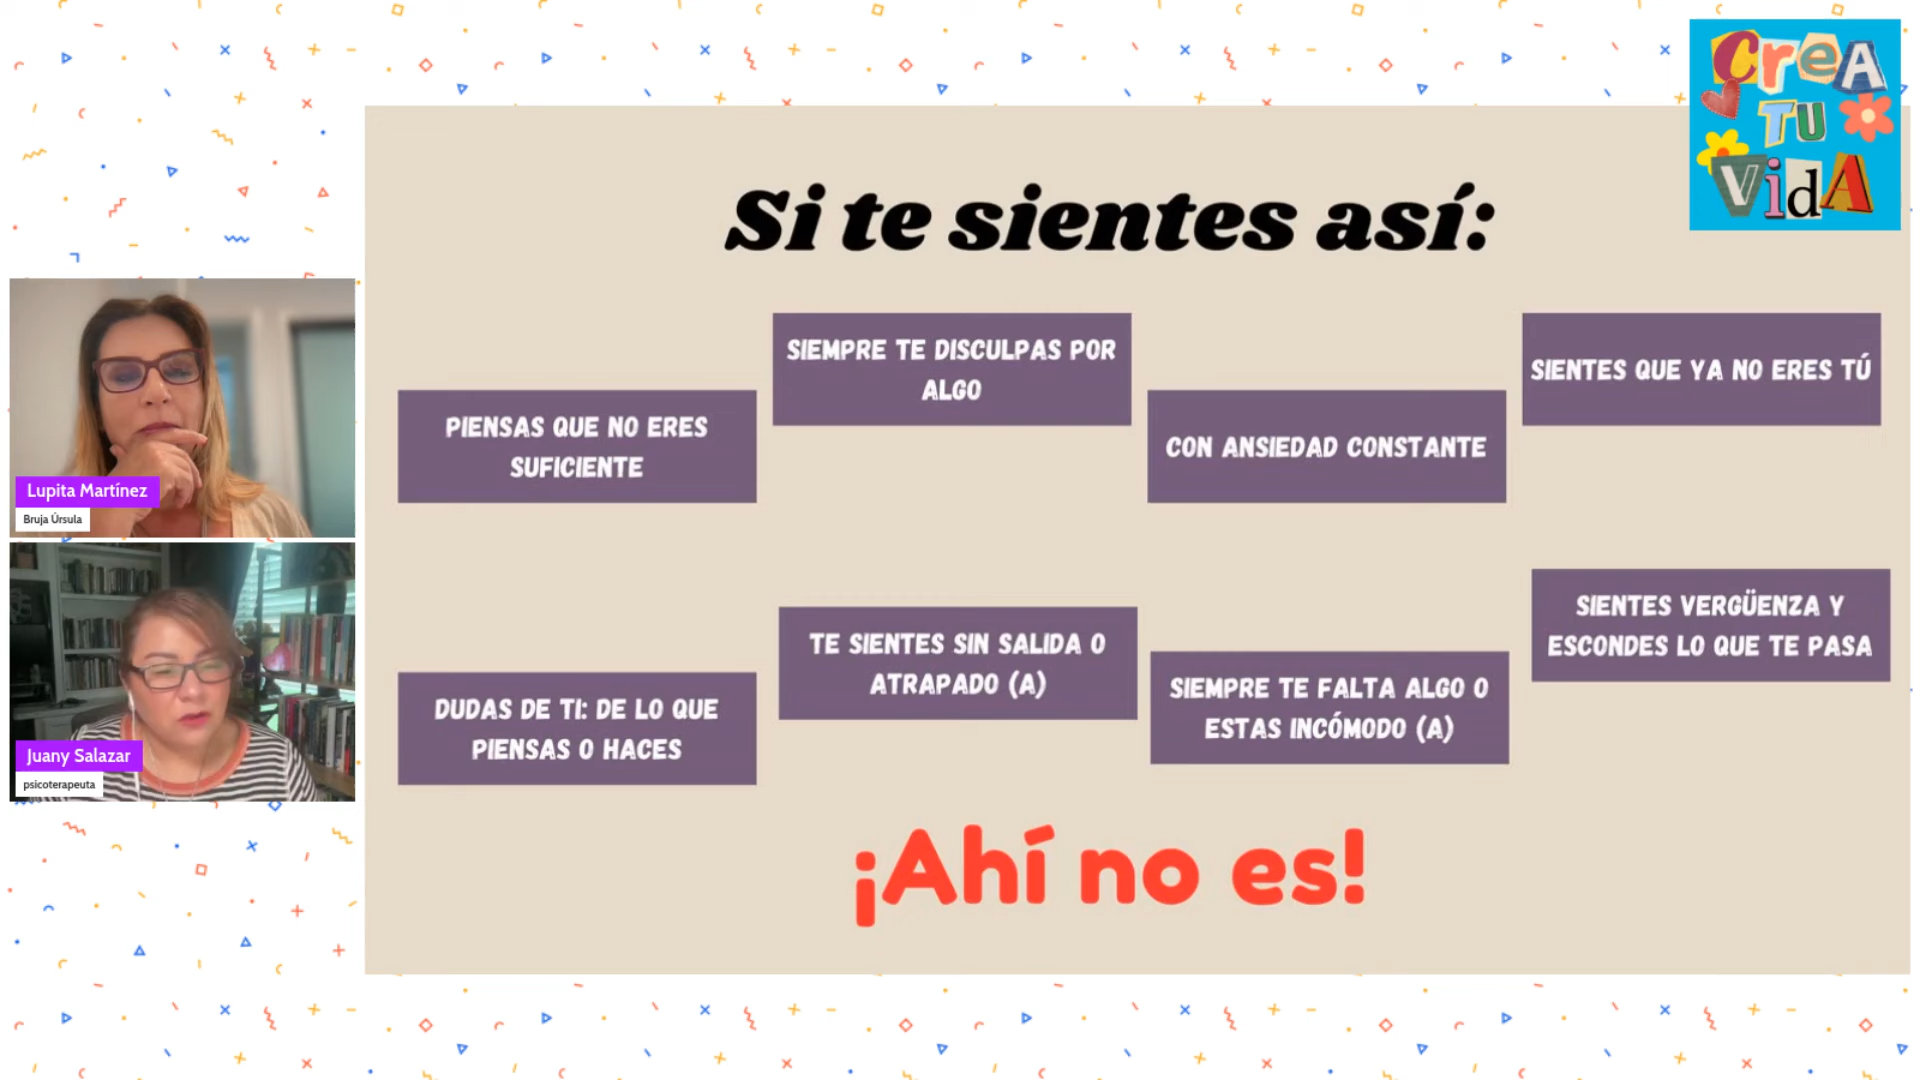 CreA
TU
VidA
Si te sientes así:
PIENSAS QUE NO ERES
SUFICIENTE
SIEMPRE TE DISCULPAS POR
ALGO
CON ANSIEDAD CONSTANTE
SIENTES QUE YA NO ERES TÚ
DUDAS DE TI: DE LO QUE
PIENSAS O HACES
TE SIENTES SIN SALIDA O
ATRAPADO (A)
SIEMPRE TE FALTA ALGO O
ESTAS INCÓMODO (A)
SIENTES VERGÜENZA Y
ESCONDES LO QUE TE PASA
¡Ahí no es!
Lupita Martínez
Bruja Úrsula
Juany Salazar
psicoterapeuta